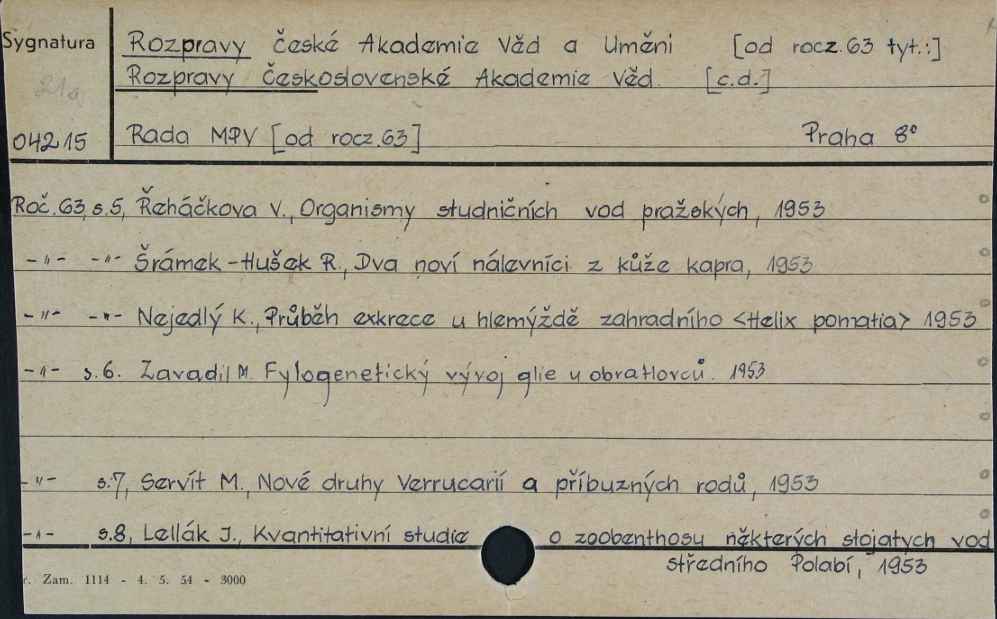 Sygnatura
Rozpravy České Akademie Věd a Uměni [od rocz.63 tyt.:]
Rozpravy Československé Akademie Věd. [c.d.]
21a
04215
Rada MPV [od rocz.63]
Praha 8°
Roč.63, s.5, Řeháčkova V., Organismy studničních vod pražských, 1953
-"- -"- Šrámek-Hušek R., Dva noví nálevníci z kůže kapra, 1953
-"- -"- Nejedlý K., Průběh exkrece u hlemýždě zahradního <Helix pomatia> 1953
-"- s.6. Zavadil M. Fylogenetický vývoj glie u obratlovců. 1953
-"- s.7, Servít M., Nové druhy Verrucarií a příbuzných rodů, 1953
-"- s.8, Lellák J., Kvantitativní studie o zoobenthosu některých stojatych vod
středního Polabí, 1953
r. Zam. 1114 - 4. 5. 54 - 3000